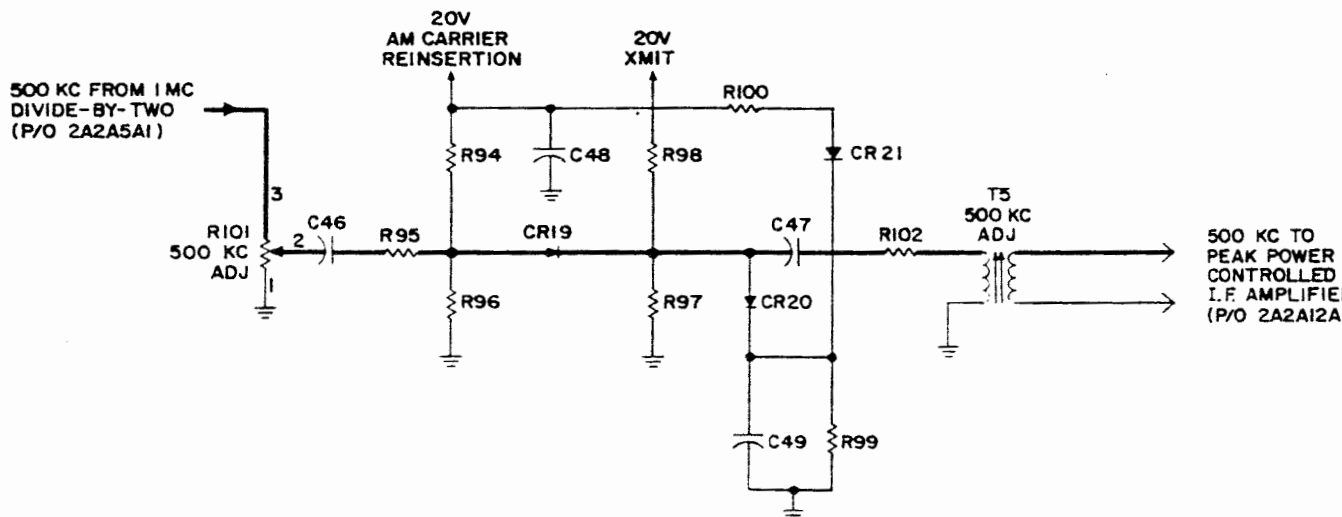 20V
AM CARRIER
REINSERTION
20V
XMIT
500 KC FROM 1 MC
DIVIDE-BY-TWO
(P/O 2A2A5A1)
R100
R94
C48
R98
CR21
3
T5
500 KC
ADJ
R101
500 KC
ADJ
2
C46
R95
CR19
C47
R102
500 KC TO
PEAK POWER
CONTROLLED
I.F. AMPLIFIE
(P/O 2A2A12A
1
R96
R97
CR20
C49
R99